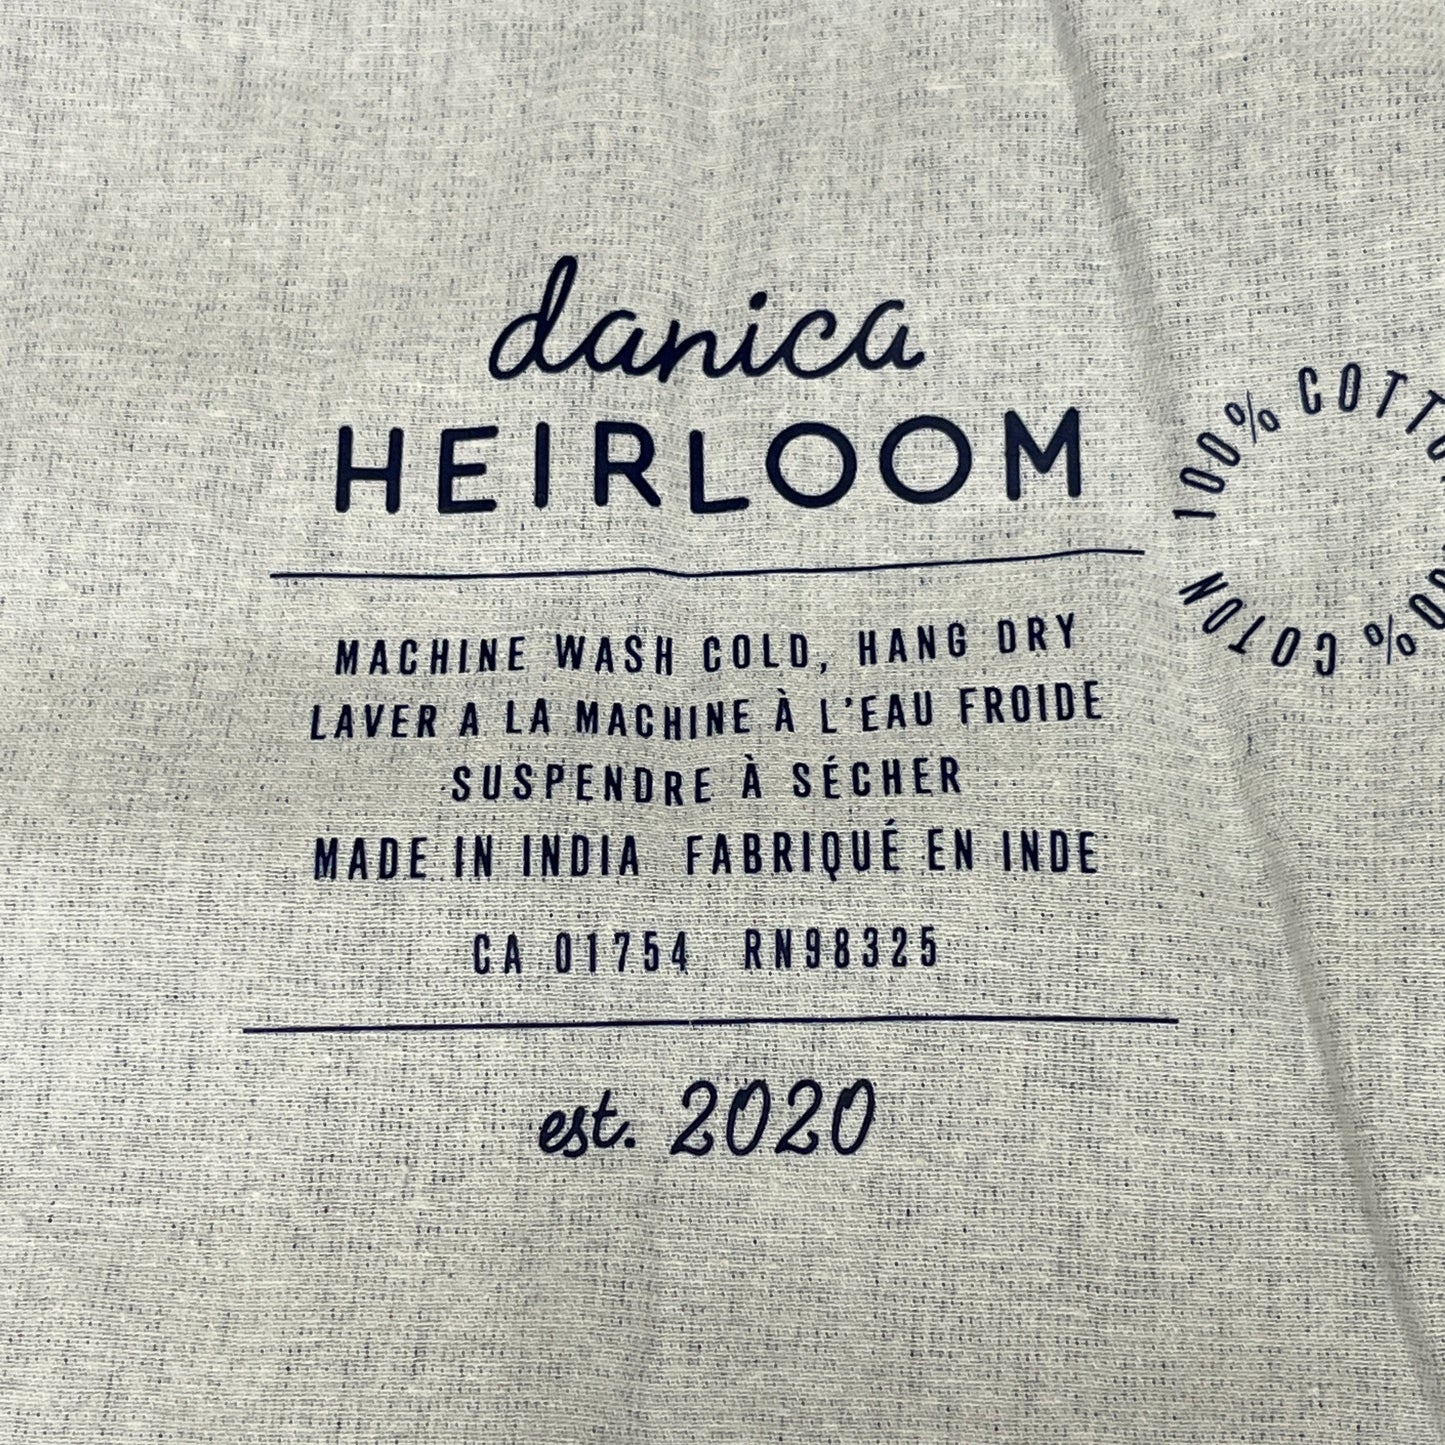 danica
HEIRLOOM
MACHINE WASH COLD, HANG DRY
LAVER A LA MACHINE À L'EAU FROIDE
SUSPENDRE À SÉCHER
MADE IN INDIA FABRIQUÉ EN INDE
CA 01754 RN98325
est. 2020
100% COTTO
COTON